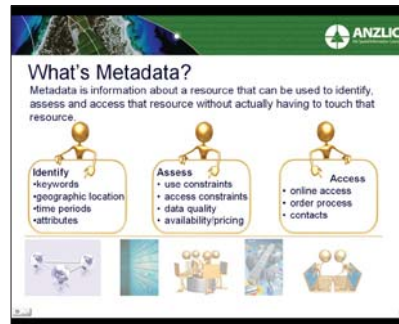 ANZLIC
What's Metadata?
Metadata is information about a resource that can be used to identify,
assess and access that resource without actually having to touch that
resource.
Identify
•keywords
•geographic location
•time periods
•attributes
Assess
• use constraints
• access constraints
• data quality
• availability/pricing
Access
• online access
• order process
• contacts